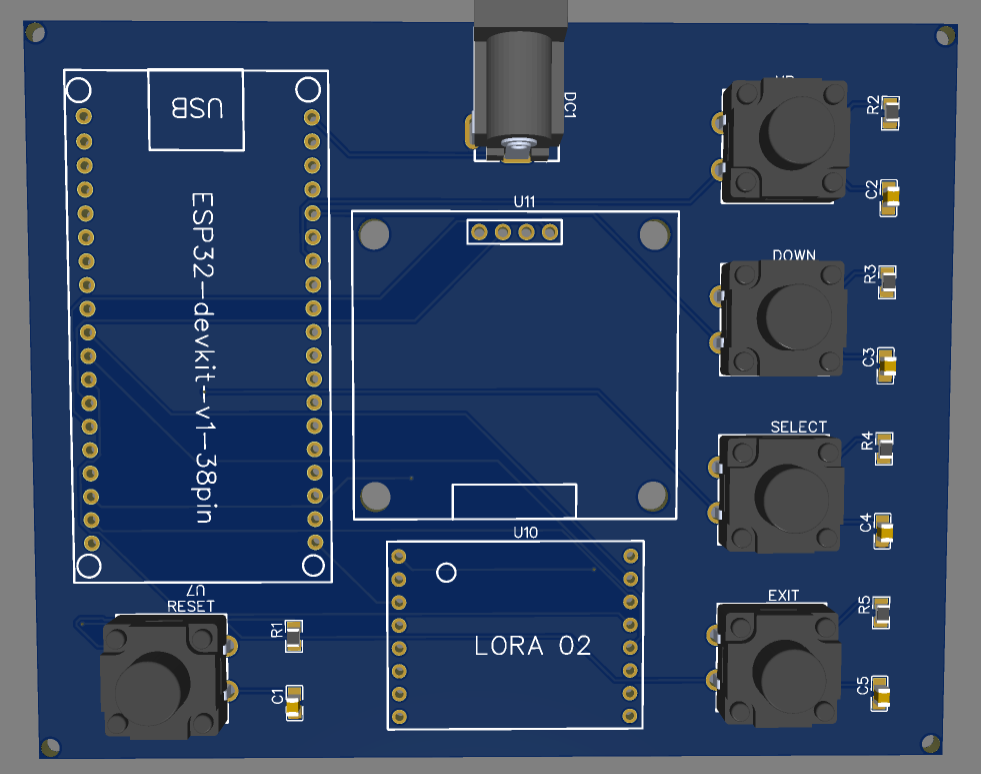 USB
DC1
R2
C2
U11
ESP32-devkit-v1-38pin
DOWN
R3
C3
SELECT
R4
C4
U10
U7
RESET
EXIT
R5
R1
LORA 02
C1
C5